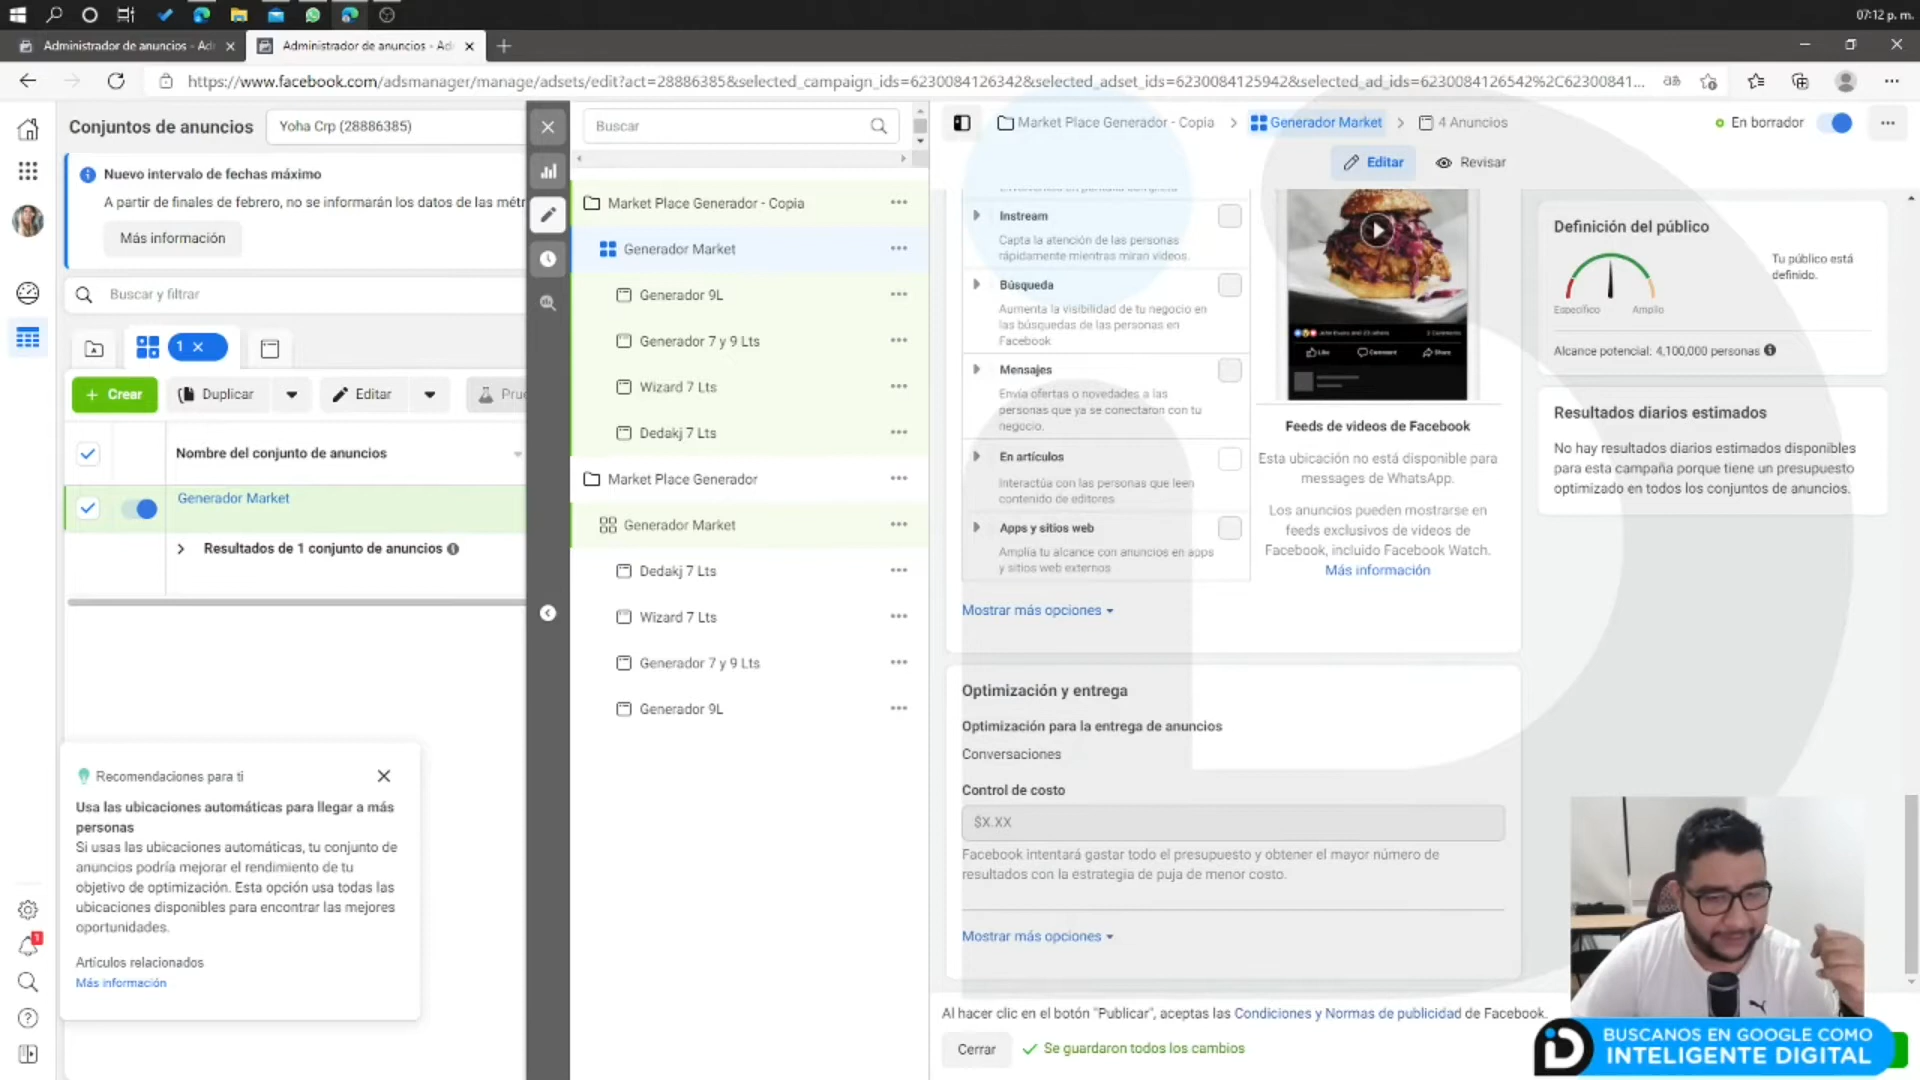 07:12 p. m.
Administrador de anuncios - Ad
Administrador de anuncios - Ad
https://www.facebook.com/adsmanager/manage/adsets/edit?act=28886385&selected_campaign_ids=6230084126342&selected_adset_ids=6230084125942&selected_ad_ids=6230084126542%2C62300841...
Conjuntos de anuncios
Yoha Crp (28886385)
Nuevo intervalo de fechas máximo
A partir de finales de febrero, no se informarán los datos de las métr
Más información
Buscar y filtrar
1
Crear
Duplicar
Editar
Prue
Nombre del conjunto de anuncios
Generador Market
Resultados de 1 conjunto de anuncios
Recomendaciones para ti
Usa las ubicaciones automáticas para llegar a más
personas
Si usas las ubicaciones automáticas, tu conjunto de
anuncios podría mejorar el rendimiento de tu
objetivo de optimización. Esta opción usa todas las
ubicaciones disponibles para encontrar las mejores
oportunidades.
Artículos relacionados
Más información
1
Buscar
Market Place Generador - Copia
Generador Market
Generador 9L
Generador 7 y 9 Lts
Wizard 7 Lts
Dedakj 7 Lts
Market Place Generador
Generador Market
Dedakj 7 Lts
Wizard 7 Lts
Generador 7 y 9 Lts
Generador 9L
Market Place Generador - Copia
Generador Market
4 Anuncios
En borrador
Editar
Revisar
Instream
Capta la atención de las personas
rápidamente mientras miran videos.
Búsqueda
Aumenta la visibilidad de tu negocio en
las búsquedas de las personas en
Facebook
Mensajes
Envía ofertas o novedades a las
personas que ya se conectaron con tu
negocio.
En artículos
Interactúa con las personas que leen
contenido de editores
Apps y sitios web
Amplía tu alcance con anuncios en apps
y sitios web externos
Mostrar más opciones
Like
Comment
Share
Feeds de videos de Facebook
Esta ubicación no está disponible para
mensajes de WhatsApp.
Los anuncios pueden mostrarse en
feeds exclusivos de videos de
Facebook, incluido Facebook Watch.
Más información
Optimización y entrega
Optimización para la entrega de anuncios
Conversaciones
Control de costo
$X.XX
Facebook intentará gastar todo el presupuesto y obtener el mayor número de
resultados con la estrategia de puja de menor costo.
Mostrar más opciones
Al hacer clic en el botón "Publicar", aceptas las Condiciones y Normas de publicidad de Facebook.
Cerrar
Se guardaron todos los cambios
Definición del público
Tu público está
definido.
Específico
Amplio
Alcance potencial: 4,100,000 personas
Resultados diarios estimados
No hay resultados diarios estimados disponibles
para esta campaña porque tiene un presupuesto
optimizado en todos los conjuntos de anuncios.
BUSCANOS EN GOOGLE COMO
INTELIGENTE DIGITAL